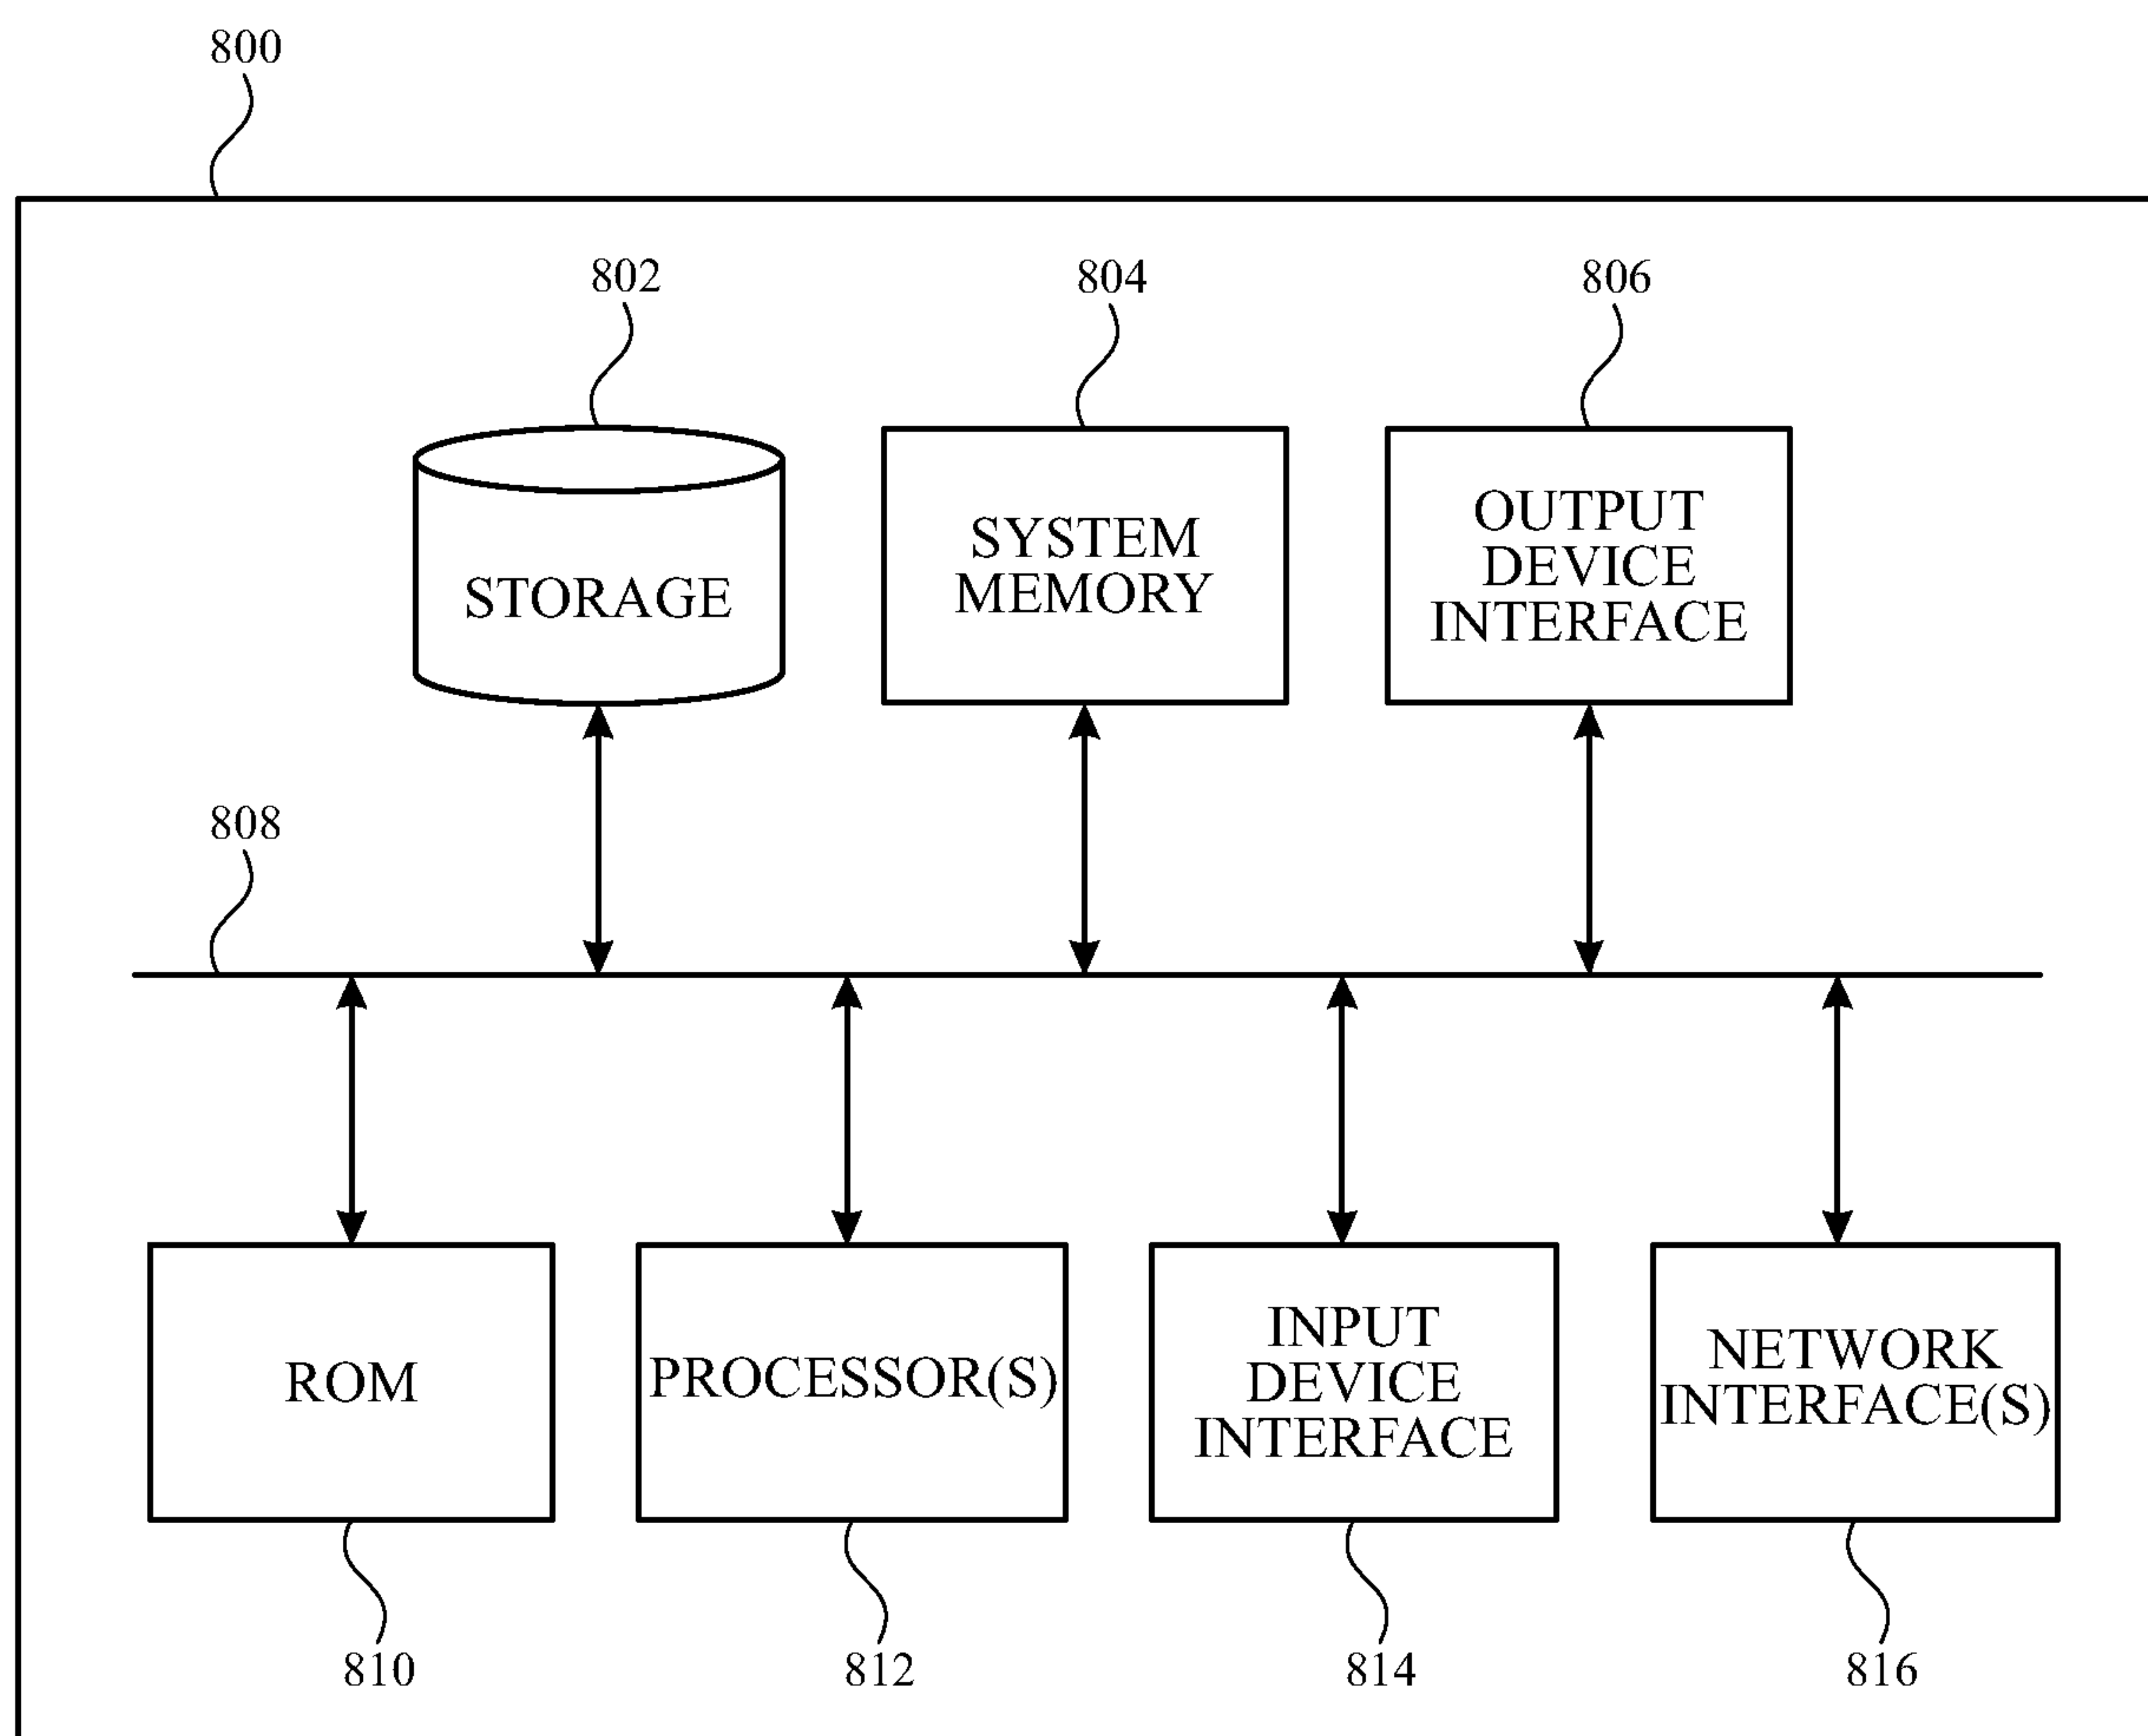 800
802
804
806
STORAGE
SYSTEM
MEMORY
OUTPUT
DEVICE
INTERFACE
808
ROM
PROCESSOR(S)
INPUT
DEVICE
INTERFACE
NETWORK
INTERFACE(S)
810
812
814
816